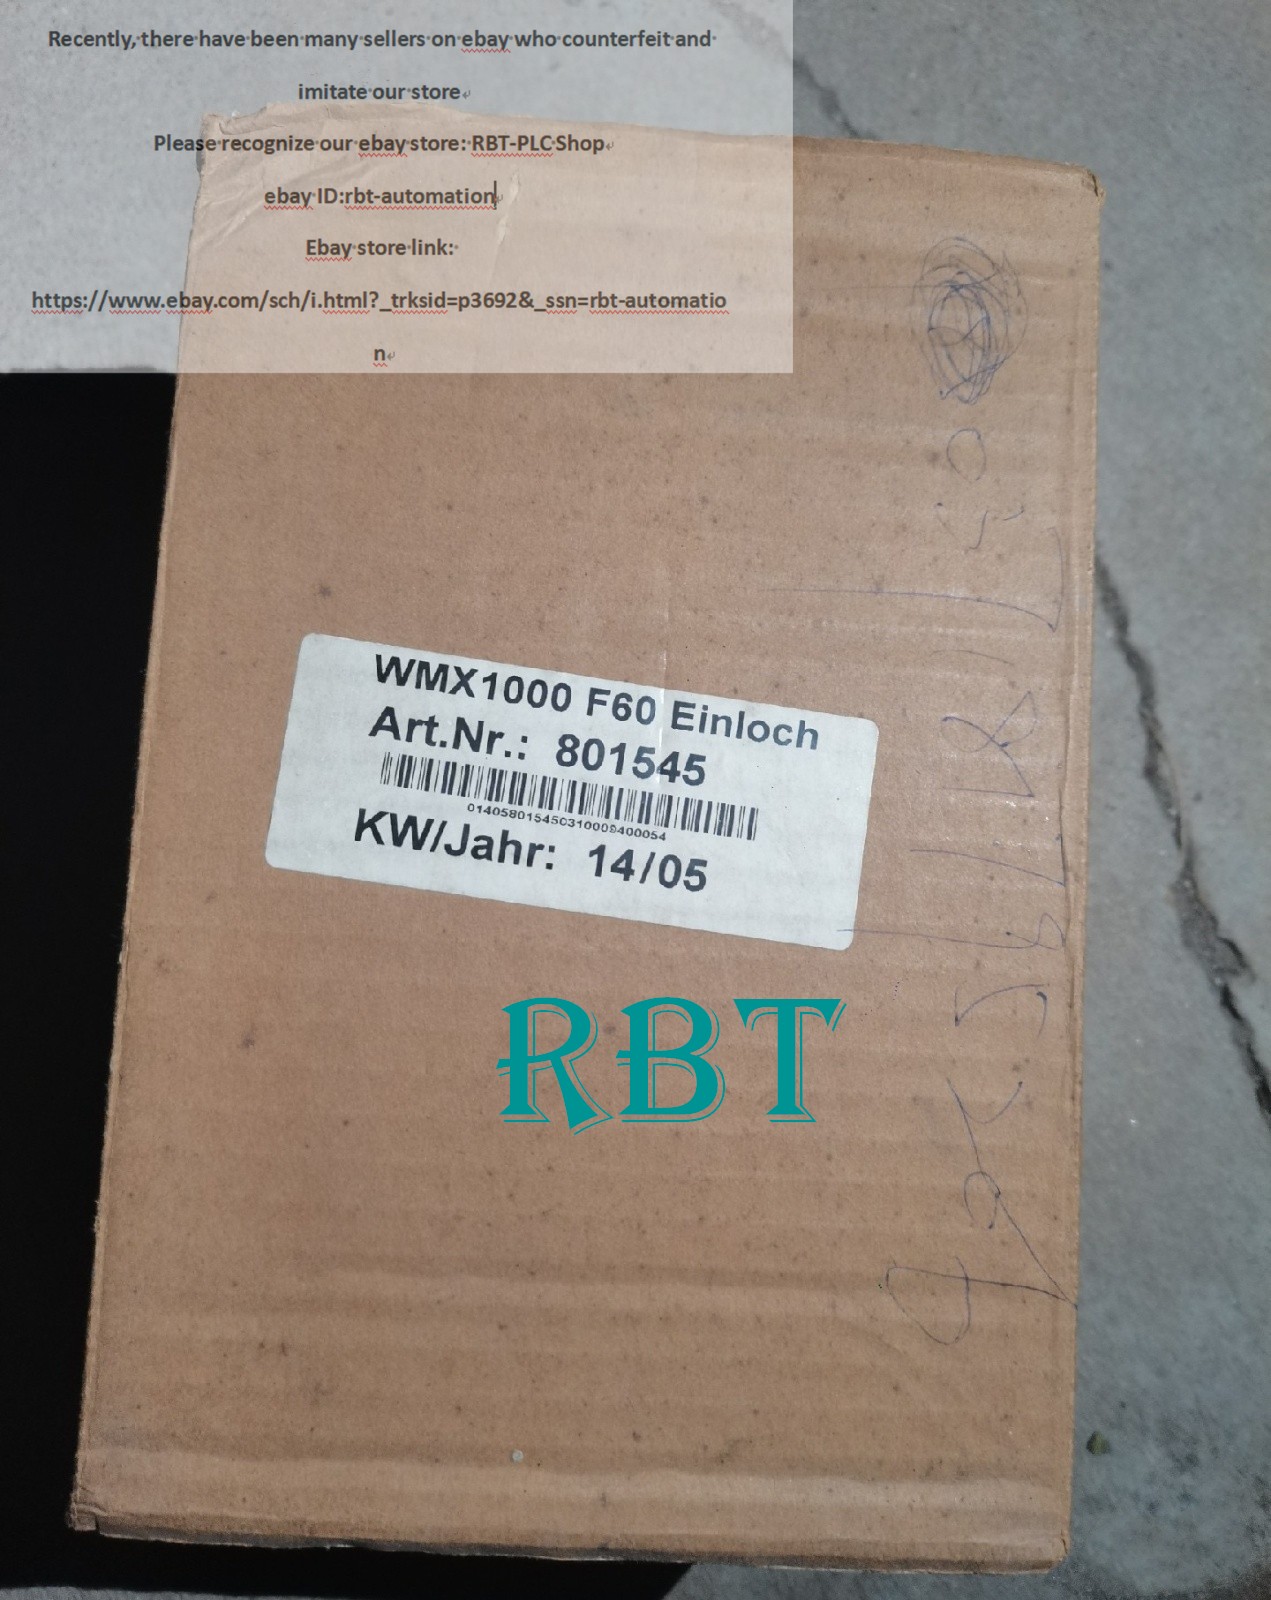 Recently, there have been many sellers on ebay who counterfeit and
imitate our store
Please recognize our ebay store: RBT-PLC Shop
ebay ID:rbt-automation
Ebay store link:
https://www.ebay.com/sch/i.html?_trksid=p3692&_ssn=rbt-automatio
n
WMX1000 F60 Einloch
Art.Nr.: 801545
014058015450310009400054
KW/Jahr: 14/05
RBT